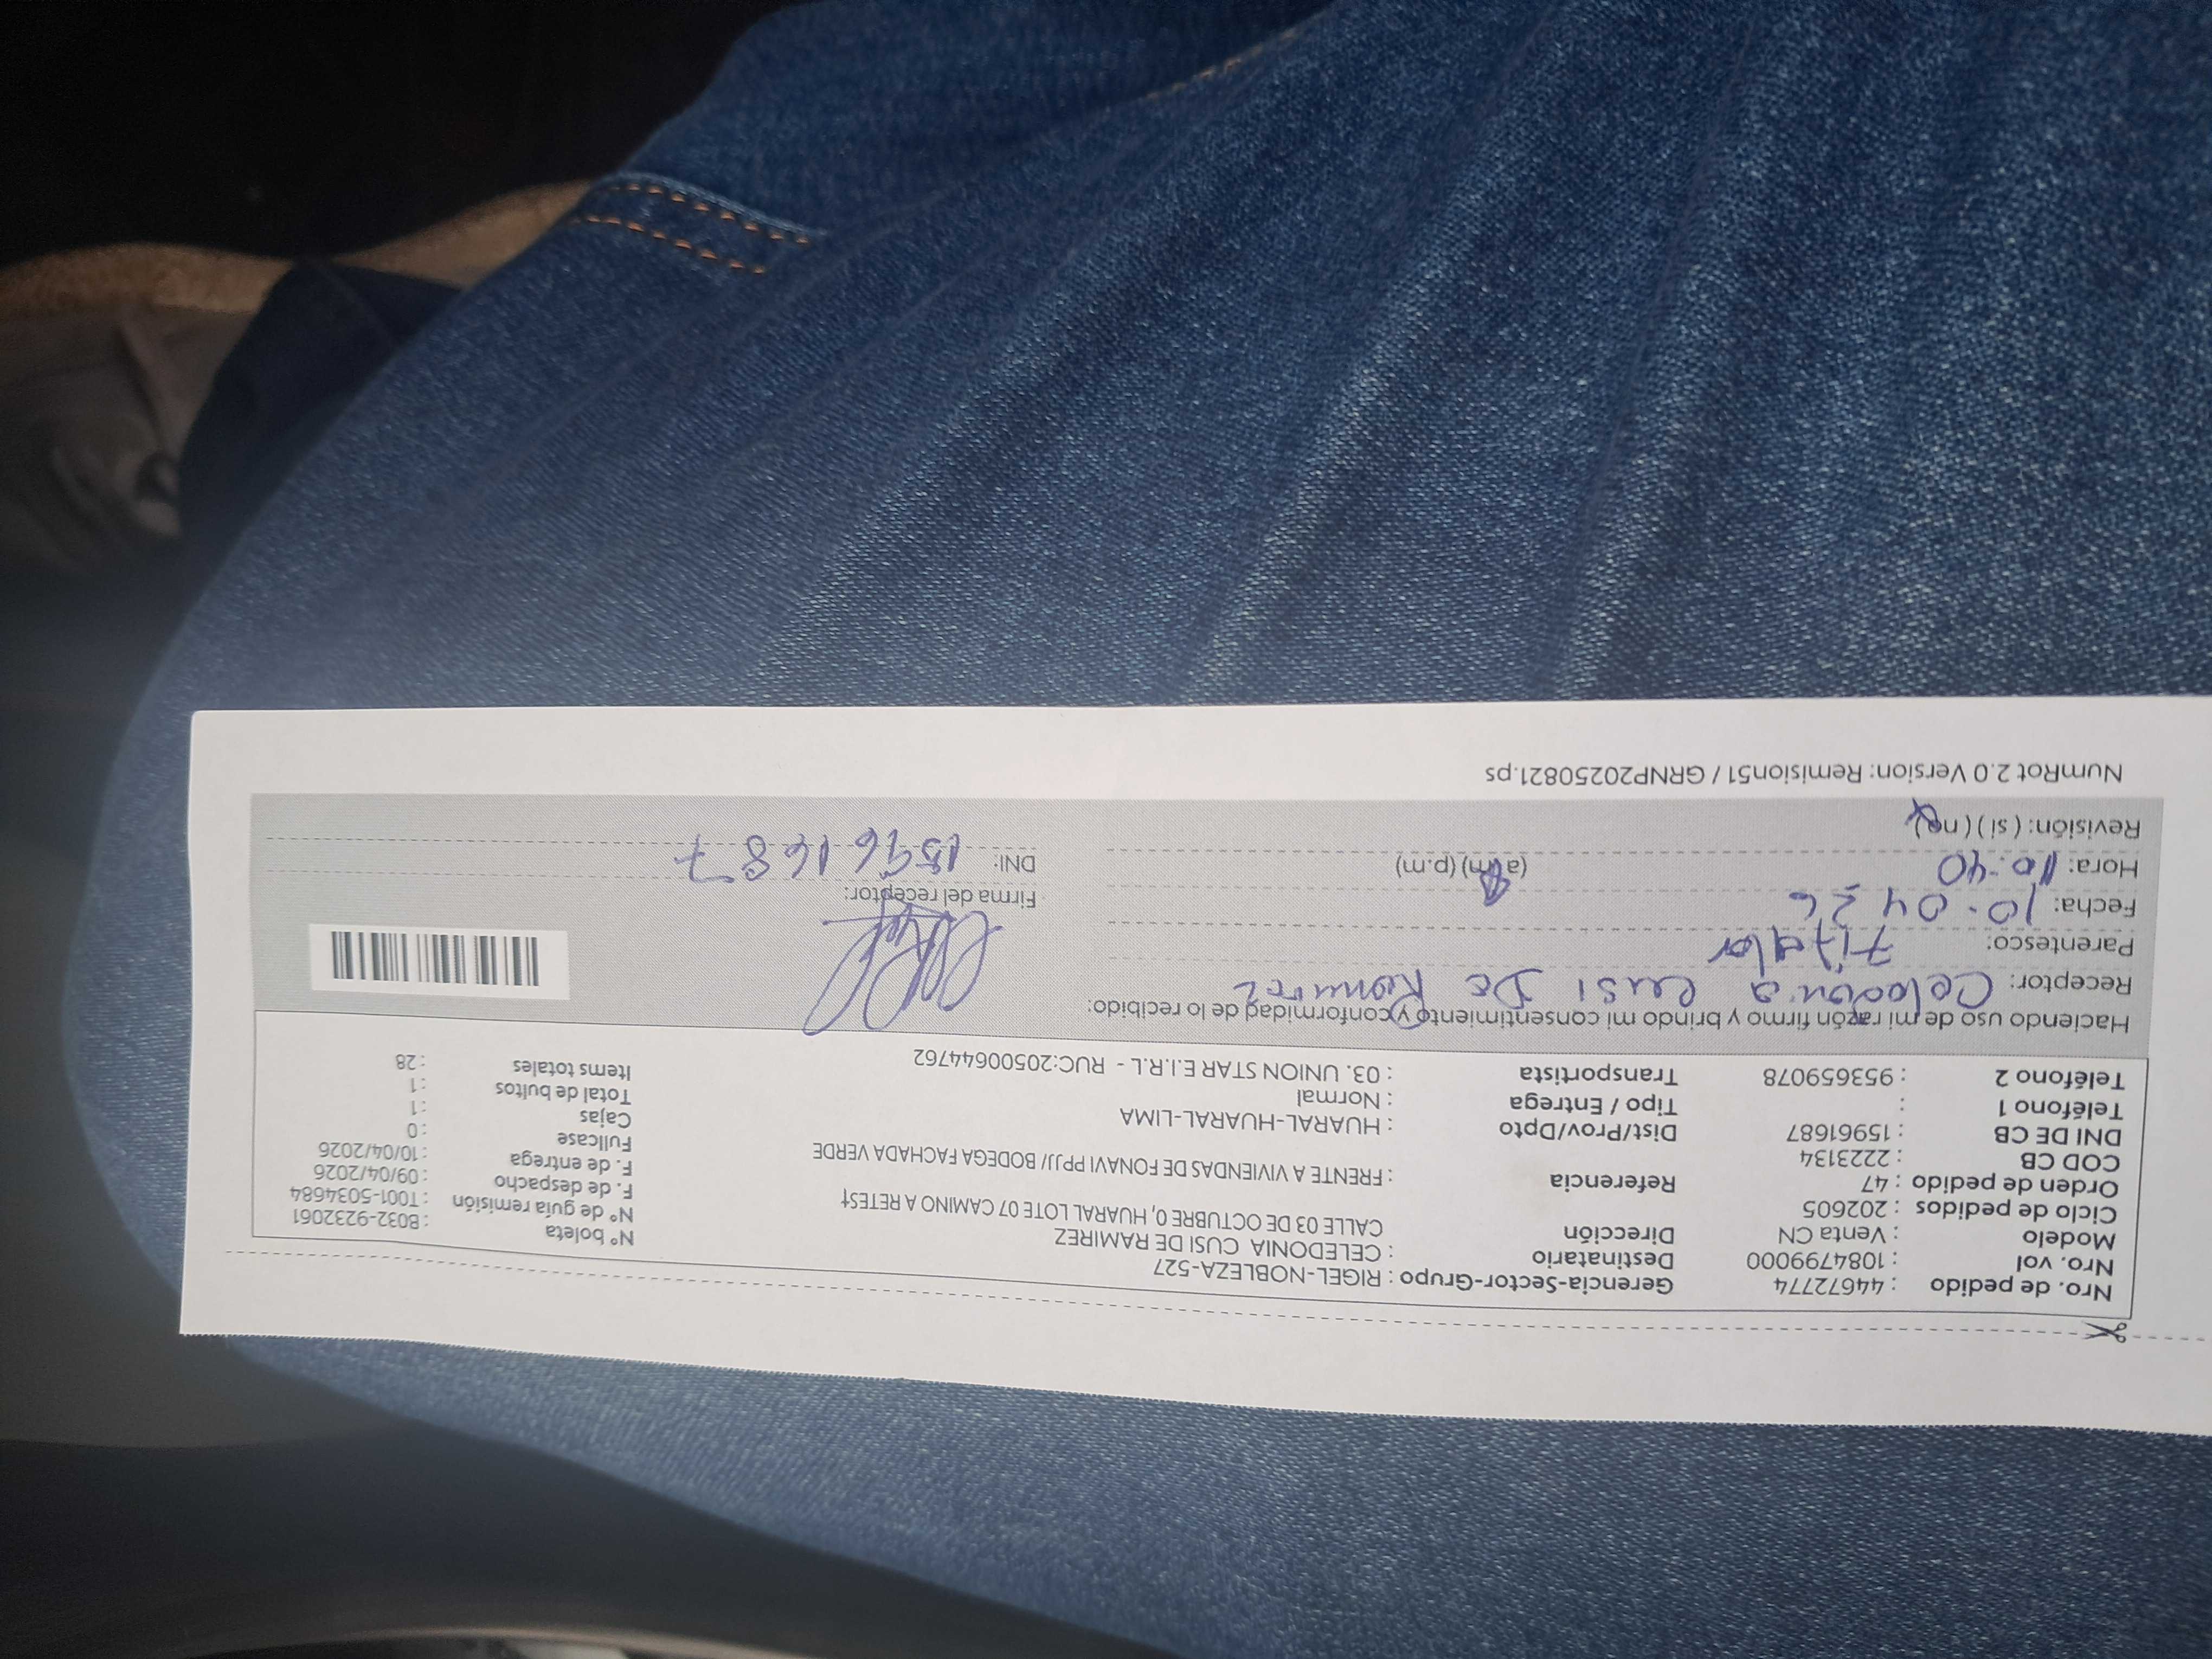 Nro. de pedido : 44672774 Gerencia-Sector-Grupo : RIGEL-NOBLEZA-527 N° boleta : B032-9232061
Nro. vol : 1084799000 Destinatario : CELEDONIA CUSI DE RAMIREZ N° de guía remisión : T001-5034684
Modelo : Venta CN Dirección CALLE 03 DE OCTUBRE 0, HUARAL LOTE 07 CAMINO A RETES† F. de despacho : 09/04/2026
Ciclo de pedidos : 202605 F. de entrega : 10/04/2026
Orden de pedido : 47 Referencia : FRENTE A VIVIENDAS DE FONAVI PPJJ/ BODEGA FACHADA VERDE Fullcase : 0
COD CB : 2223134 Cajas : 1
DNI DE CB : 15961687 Dist/Prov/Dpto : HUARAL-HUARAL-LIMA Total de bultos : 1
Teléfono 1 : Tipo / Entrega : Normal Items totales : 28
Teléfono 2 : 953659078 Transportista : 03. UNION STAR E.I.R.L - RUC:20500644762
Haciendo uso de mi razón firmo y brindo mi consentimiento y conformidad de lo recibido:
Receptor: Celedonia Cusi De Ramirez
Parentesco: Titular
Fecha: 10-04 26 Firma del receptor:
Hora: 10:40 (a.m) (p.m) DNI: 15961687
Revisión: ( si ) ( no )
NumRot 2.0 Version: Remision51 / GRNP20250821.ps